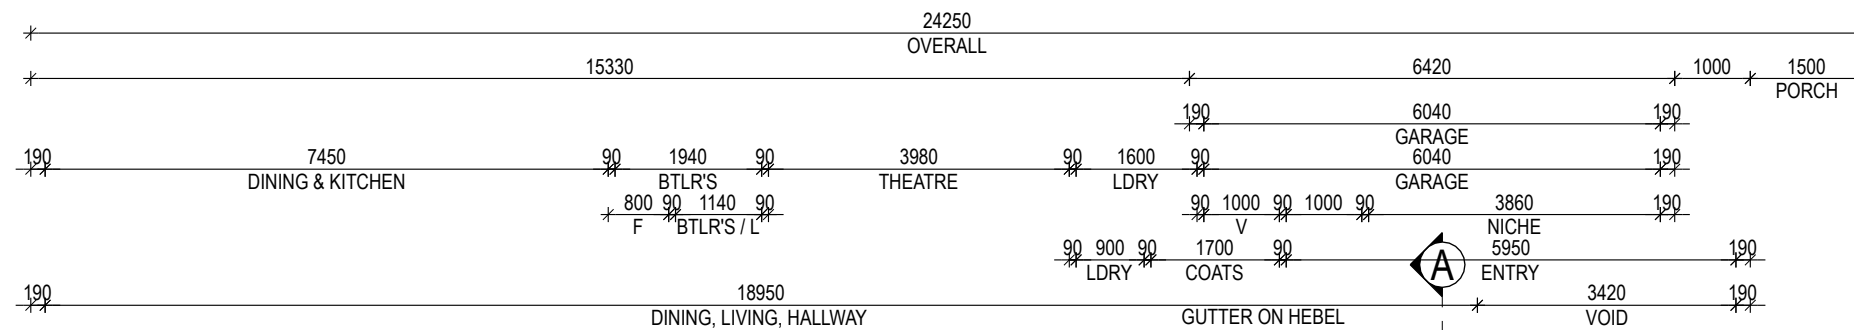 24250
OVERALL
15330 6420 1000 1500
PORCH
190 6040 190
GARAGE
190 7450 90 1940 90 3980 90 1600 90 6040 190
DINING & KITCHEN BTLR'S THEATRE LDRY GARAGE
800 90 1140 90 90 1000 90 1000 90 3860 190
F BTLR'S / L V NICHE
90 900 90 1700 90 5950 190
LDRY COATS A ENTRY
190 18950 3420 190
DINING, LIVING, HALLWAY GUTTER ON HEBEL VOID